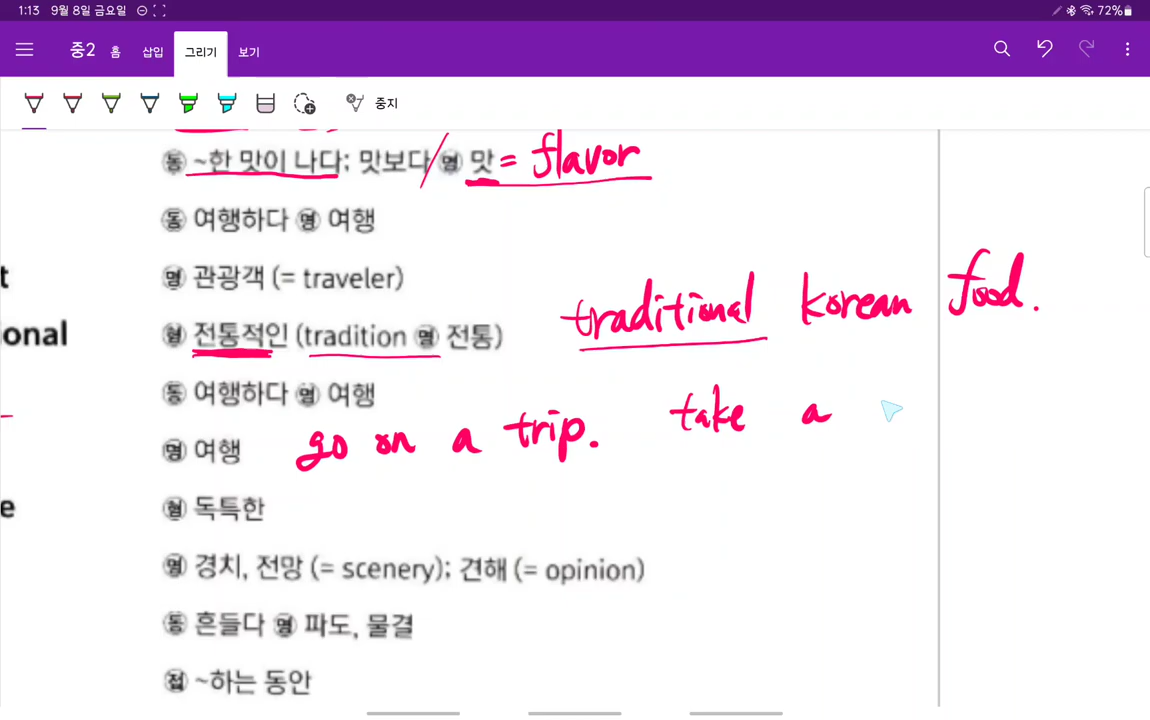 1:13 9월 8일 금요일 72%
중2 홈 삽입 그리기 보기
중지
동 ~한 맛이 나다: 맛보다 / 명 맛 = flavor
동 여행하다 명 여행
t 명 관광객 (= traveler)
traditional korean food.
onal 형 전통적인 (tradition 명 전통)
동 여행하다 명 여행
take a
명 여행 go on a trip.
e 형 독특한
명 경치, 전망 (= scenery); 견해 (= opinion)
동 흔들다 명 파도, 물결
접 ~하는 동안